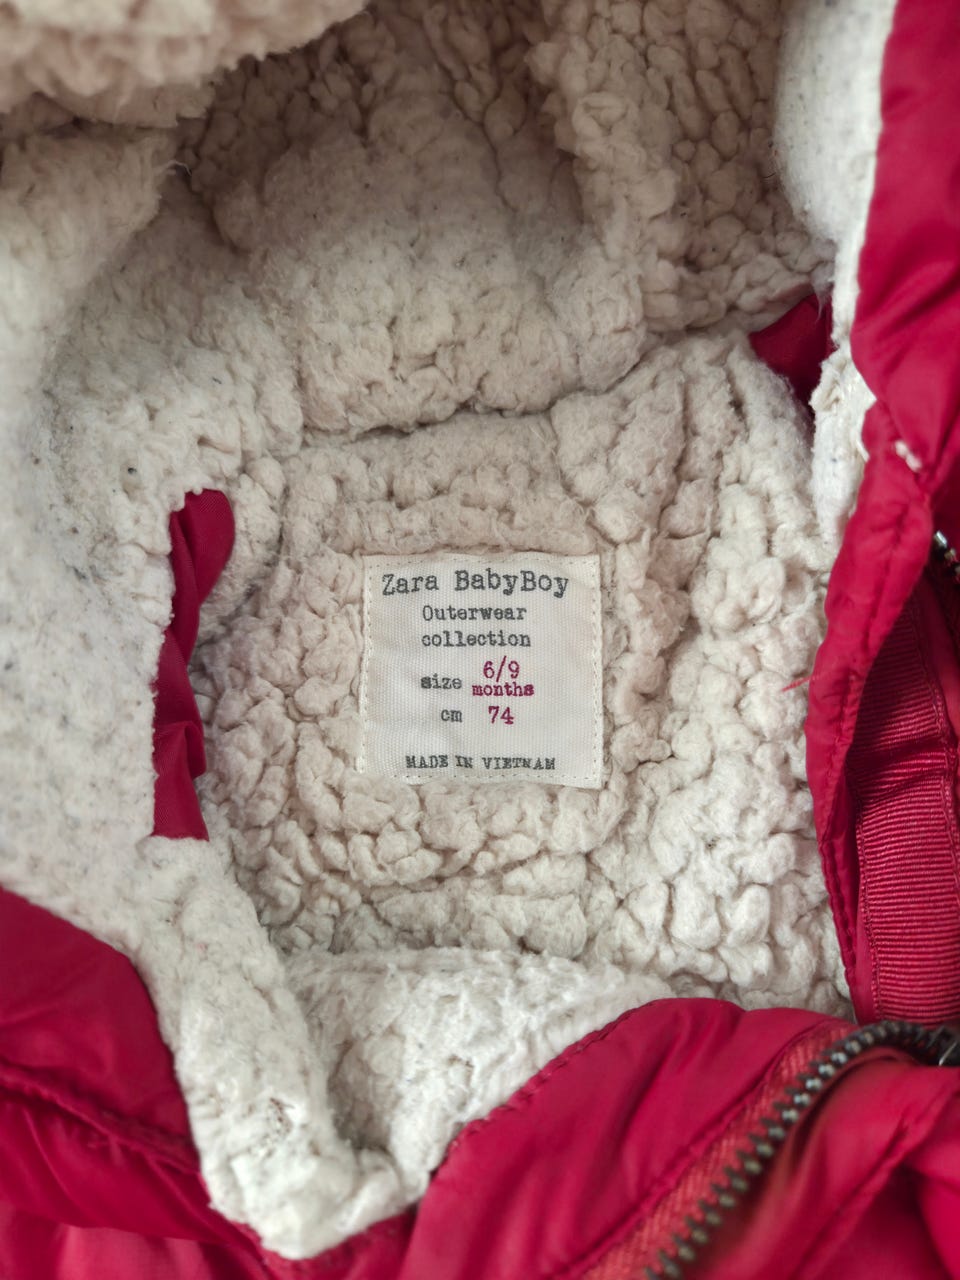 Zara BabyBoy
Outerwear
collection
size 6/9 months
cm 74
MADE IN VIETNAM